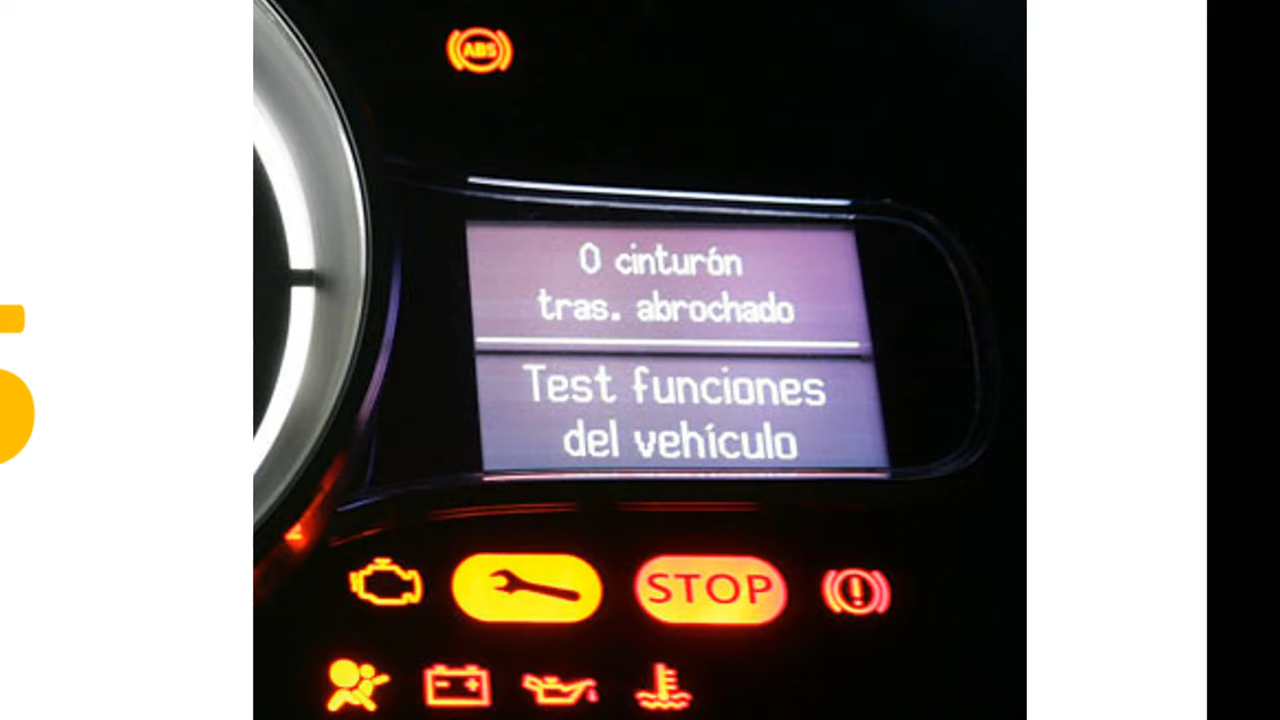 ABS
0 cinturón
tras. abrochado
Test funciones
del vehículo
STOP